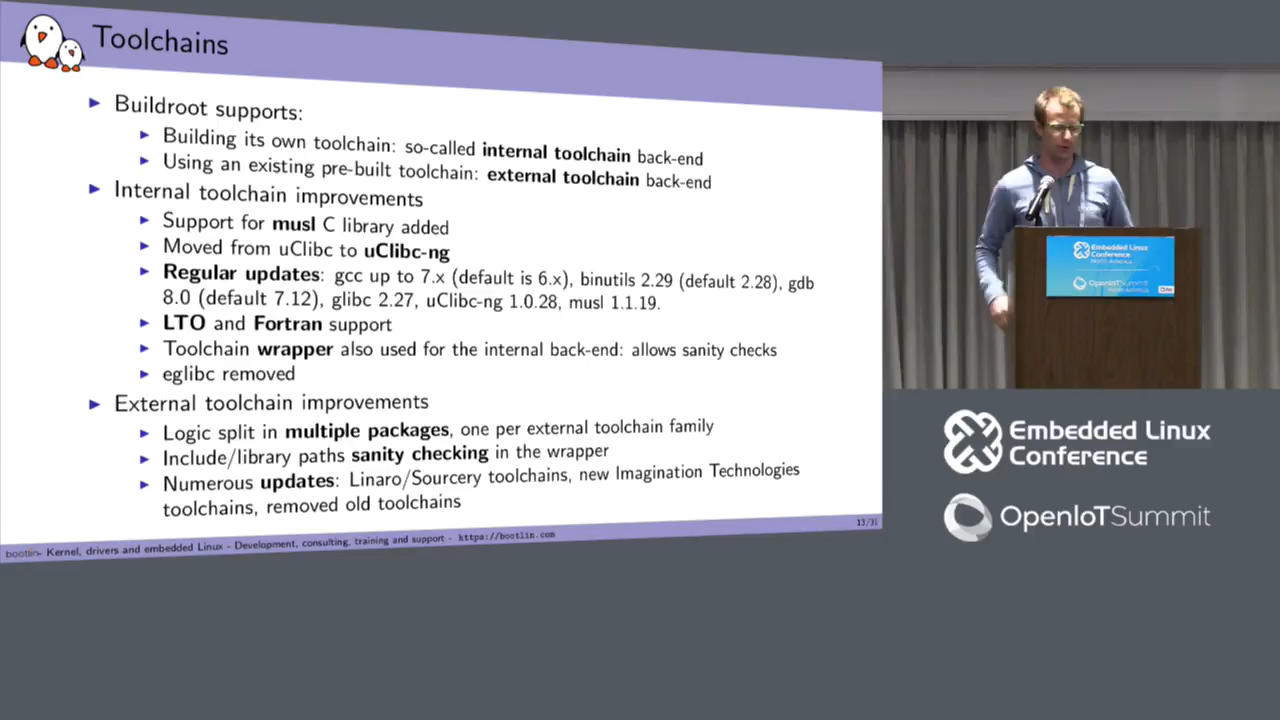 Toolchains
► Buildroot supports:
► Building its own toolchain: so-called internal toolchain back-end
► Using an existing pre-built toolchain: external toolchain back-end
► Internal toolchain improvements
► Support for musl C library added
► Moved from uClibc to uClibc-ng
► Regular updates: gcc up to 7.x (default is 6.x), binutils 2.29 (default 2.28), gdb
8.0 (default 7.12), glibc 2.27, uClibc-ng 1.0.28, musl 1.1.19.
► LTO and Fortran support
► Toolchain wrapper also used for the internal back-end: allows sanity checks
► eglibc removed
► External toolchain improvements
► Logic split in multiple packages, one per external toolchain family
► Include/library paths sanity checking in the wrapper
► Numerous updates: Linaro/Sourcery toolchains, new Imagination Technologies
toolchains, removed old toolchains
bootlin - Kernel, drivers and embedded Linux - Development, consulting, training and support - https://bootlin.com
13/31
Embedded Linux
Conference
North America
OpenIoTSummit
Embedded Linux
Conference
OpenIoTSummit